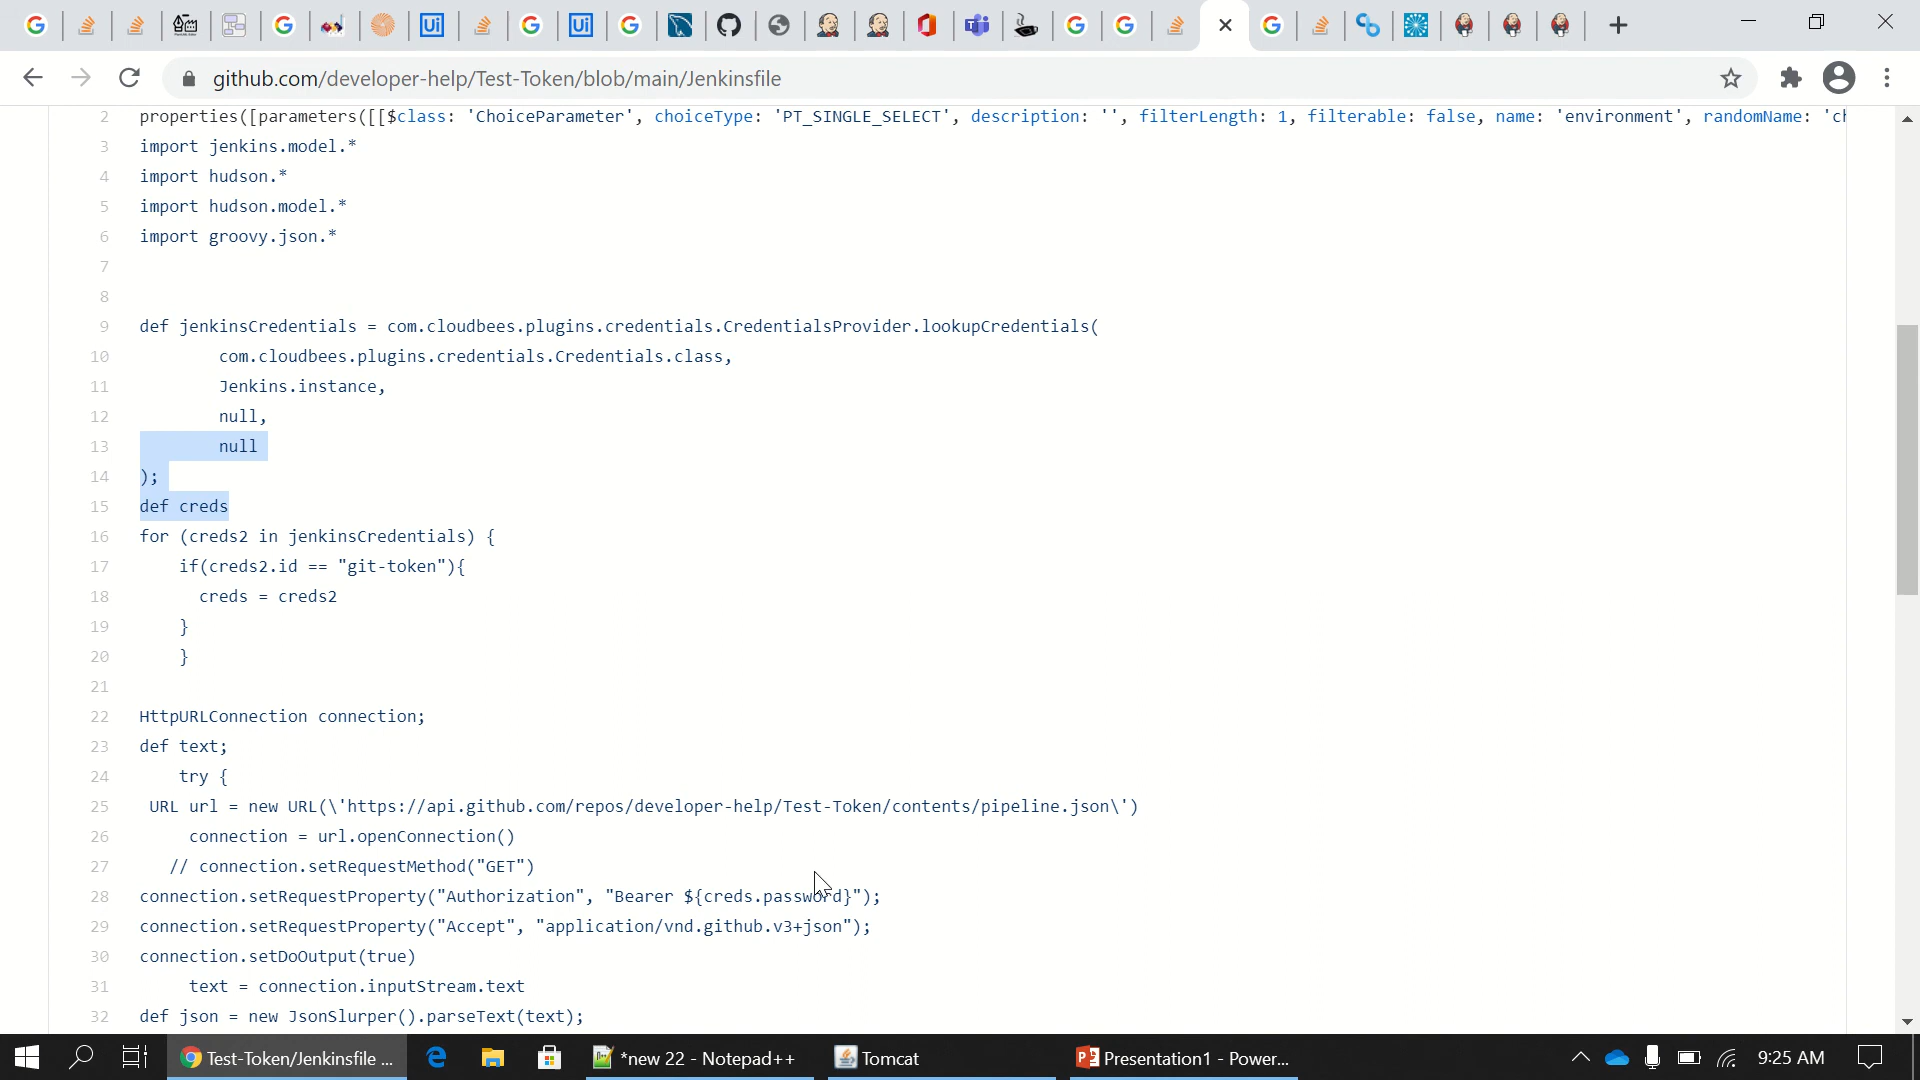 github.com/developer-help/Test-Token/blob/main/Jenkinsfile
2 properties([parameters([[$class: 'ChoiceParameter', choiceType: 'PT_SINGLE_SELECT', description: '', filterLength: 1, filterable: false, name: 'environment', randomName: 'ch
3 import jenkins.model.*
4 import hudson.*
5 import hudson.model.*
6 import groovy.json.*
7
8
9 def jenkinsCredentials = com.cloudbees.plugins.credentials.CredentialsProvider.lookupCredentials(
10 com.cloudbees.plugins.credentials.Credentials.class,
11 Jenkins.instance,
12 null,
13 null
14 );
15 def creds
16 for (creds2 in jenkinsCredentials) {
17 if(creds2.id == "git-token"){
18 creds = creds2
19 }
20 }
21
22 HttpURLConnection connection;
23 def text;
24 try {
25 URL url = new URL(\'https://api.github.com/repos/developer-help/Test-Token/contents/pipeline.json\')
26 connection = url.openConnection()
27 // connection.setRequestMethod("GET")
28 connection.setRequestProperty("Authorization", "Bearer ${creds.password}");
29 connection.setRequestProperty("Accept", "application/vnd.github.v3+json");
30 connection.setDoOutput(true)
31 text = connection.inputStream.text
32 def json = new JsonSlurper().parseText(text);
Test-Token/Jenkinsfile ... *new 22 - Notepad++ Tomcat Presentation1 - Power... 9:25 AM